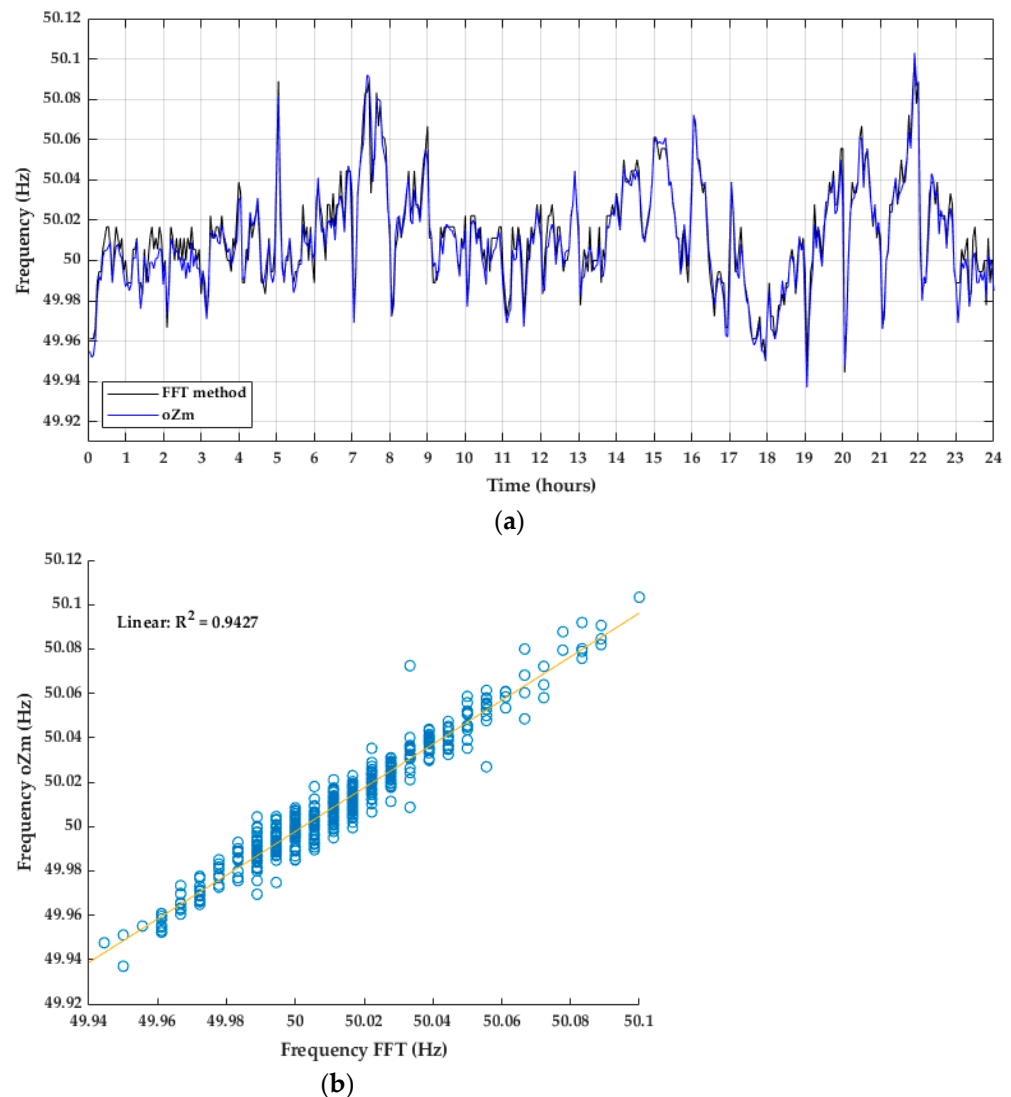 50.12
50.1
50.08
50.06
50.04
50.02
50
49.98
49.96
49.94
49.92
Frequency (Hz)
FFT method
oZm
0 1 2 3 4 5 6 7 8 9 10 11 12 13 14 15 16 17 18 19 20 21 22 23 24
Time (hours)
(a)
50.12
50.1
50.08
50.06
50.04
50.02
50
49.98
49.96
49.94
49.92
Frequency oZm (Hz)
Linear: R² = 0.9427
49.94 49.96 49.98 50 50.02 50.04 50.06 50.08 50.1
Frequency FFT (Hz)
(b)